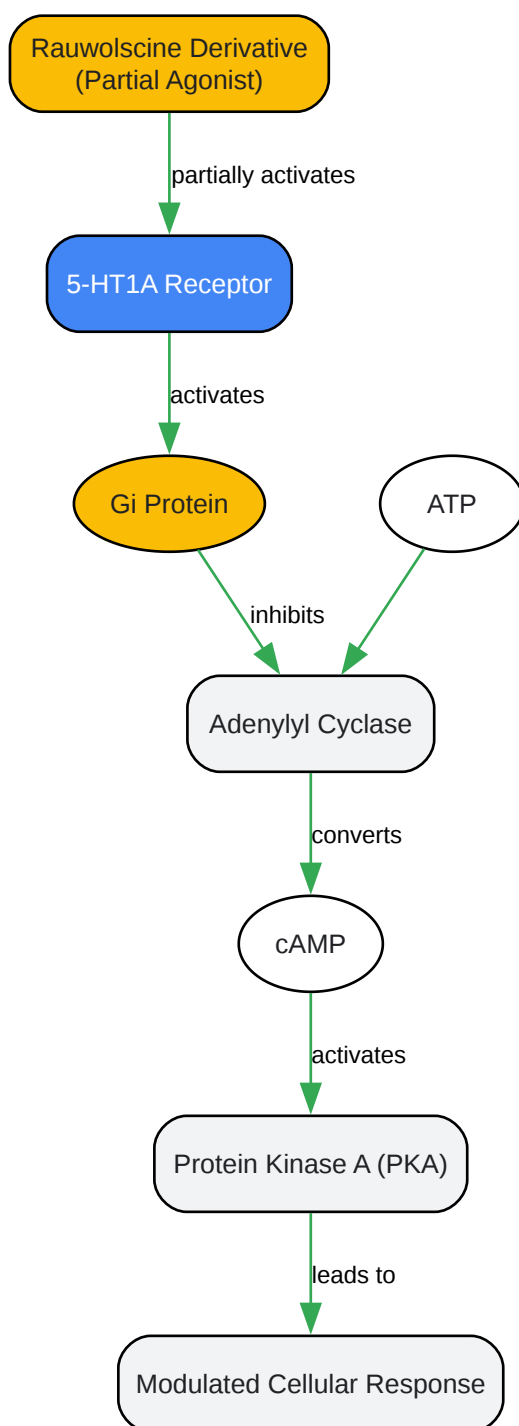 Rauwolscine Derivative
(Partial Agonist)
partially activates
5-HT1A Receptor
activates
Gi Protein
ATP
inhibits
Adenylyl Cyclase
converts
cAMP
activates
Protein Kinase A (PKA)
leads to
Modulated Cellular Response